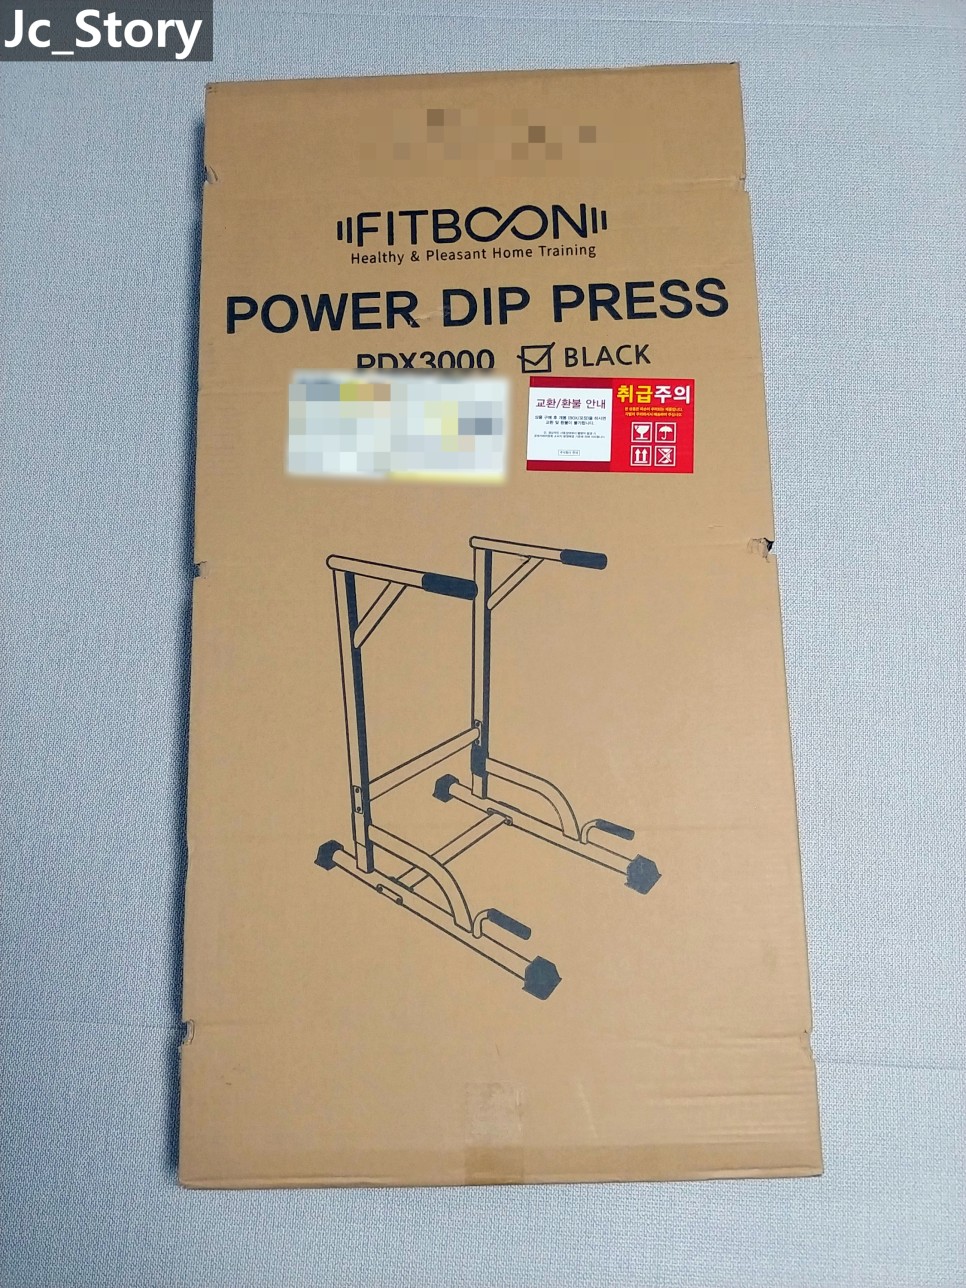 Jc_Story
FITBOON
Healthy & Pleasant Home Training
POWER DIP PRESS
PDX3000 BLACK
취급주의
교환/환불 안내